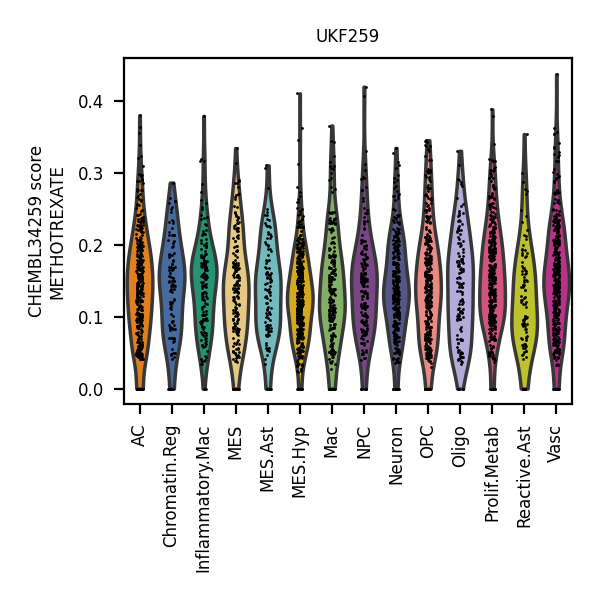 UKF259
CHEMBL34259 score
METHOTREXATE
0.4
0.3
0.2
0.1
0.0
AC
Chromatin.Reg
Inflammatory.Mac
MES
MES.Ast
MES.Hyp
Mac
NPC
Neuron
OPC
Oligo
Prolif.Metab
Reactive.Ast
Vasc